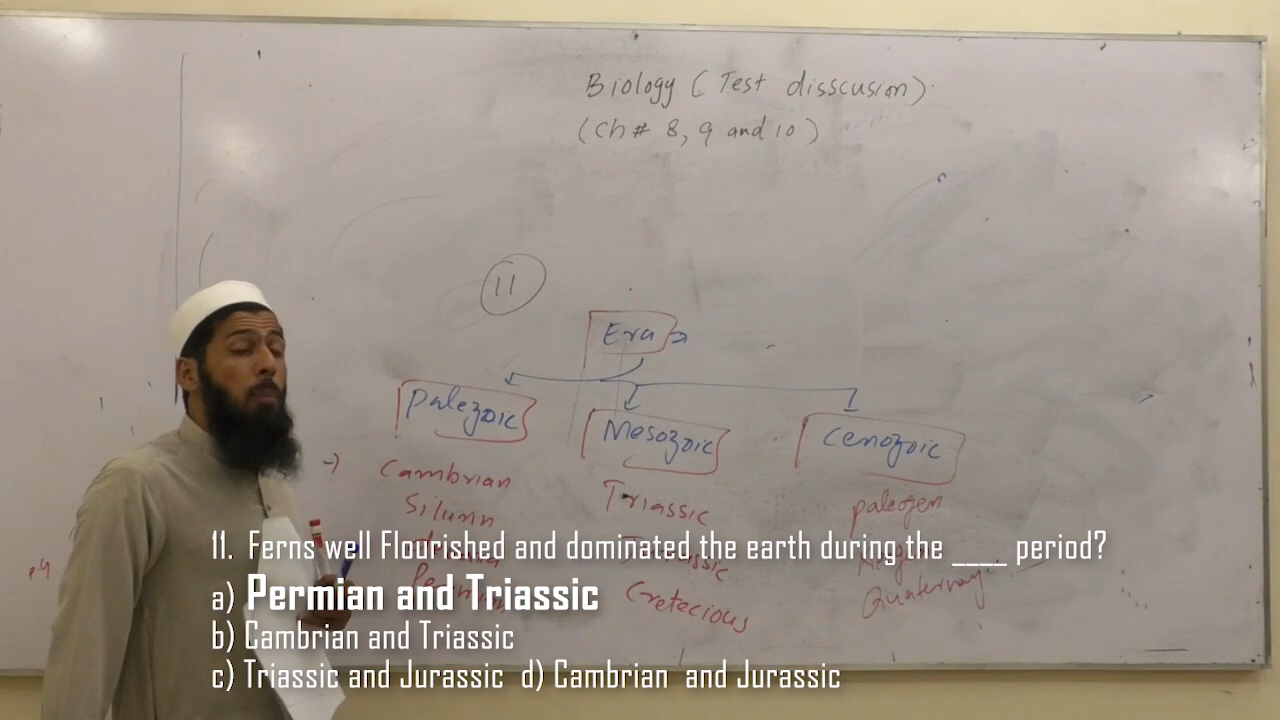 Biology (Test disscusion)
(Ch# 8, 9 and 10)
11
Era
Palezoic
Mesozoic
Cenozoic
Cambrian
Triassic
paleogen
Silurin
Cretecious
Quaternay
11. Ferns well Flourished and dominated the earth during the ____ period?
a) Permian and Triassic
b) Cambrian and Triassic
c) Triassic and Jurassic d) Cambrian and Jurassic